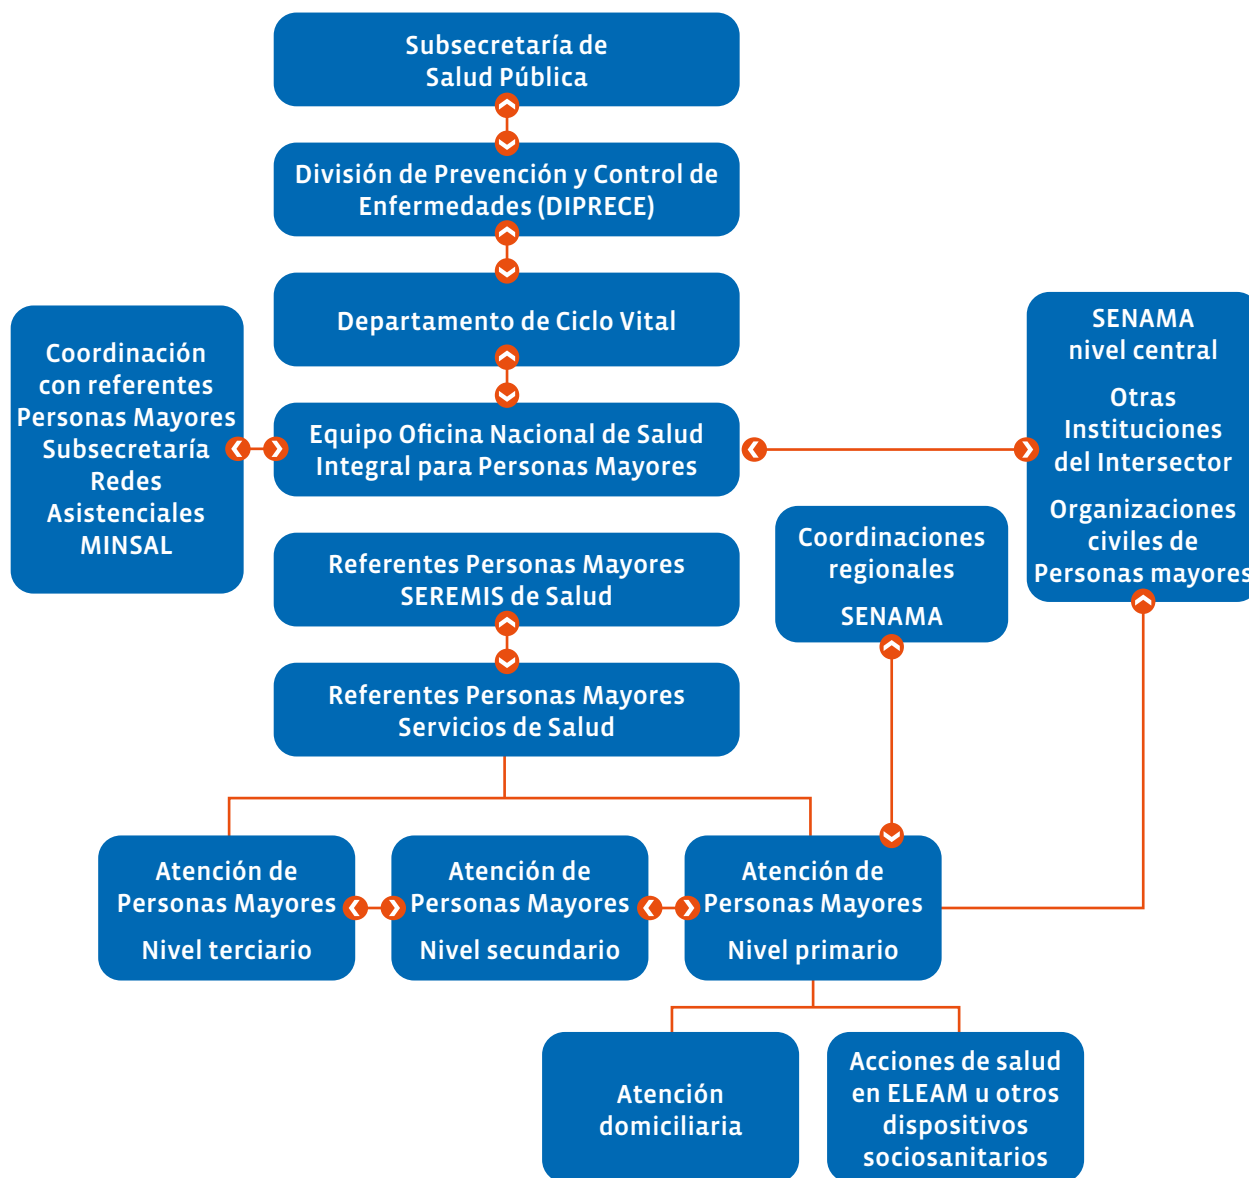 Subsecretaría de
Salud Pública
División de Prevención y Control de
Enfermedades (DIPRECE)
Departamento de Ciclo Vital
Coordinación
con referentes
Personas Mayores
Subsecretaría
Redes
Asistenciales
MINSAL
Equipo Oficina Nacional de Salud
Integral para Personas Mayores
SENAMA
nivel central
Otras
Instituciones
del Intersector
Organizaciones
civiles de
Personas mayores
Referentes Personas Mayores
SEREMIS de Salud
Coordinaciones
regionales
SENAMA
Referentes Personas Mayores
Servicios de Salud
Atención de
Personas Mayores
Nivel terciario
Atención de
Personas Mayores
Nivel secundario
Atención de
Personas Mayores
Nivel primario
Atención
domiciliaria
Acciones de salud
en ELEAM u otros
dispositivos
sociosanitarios